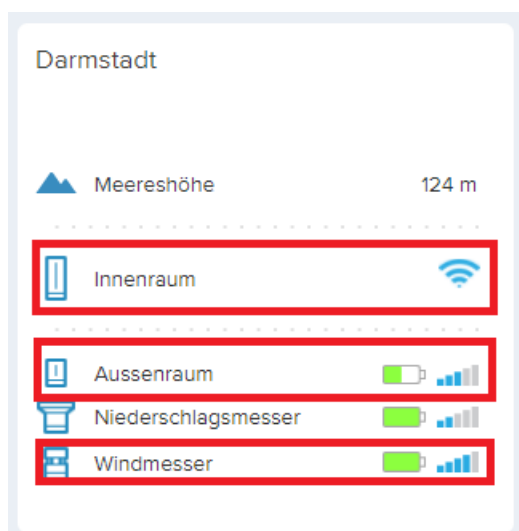 Darmstadt
Meereshöhe 124 m
Innenraum
Aussenraum
Niederschlagsmesser
Windmesser